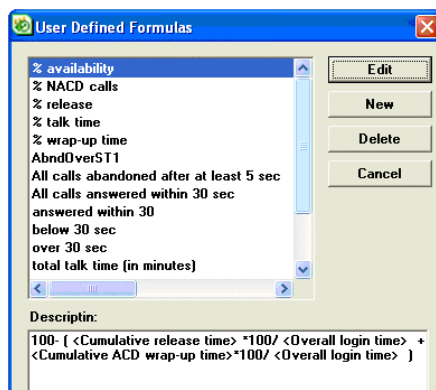 User Defined Formulas
% availability
% NACD calls
% release
% talk time
% wrap-up time
AbndOverST1
All calls abandoned after at least 5 sec
All calls answered within 30 sec
answered within 30
below 30 sec
over 30 sec
total talk time (in minutes)
Edit
New
Delete
Cancel
Descriptin:
100- ( <Cumulative release time> *100/ <Overall login time> +
<Cumulative ACD wrap-up time>*100/ <Overall login time> )